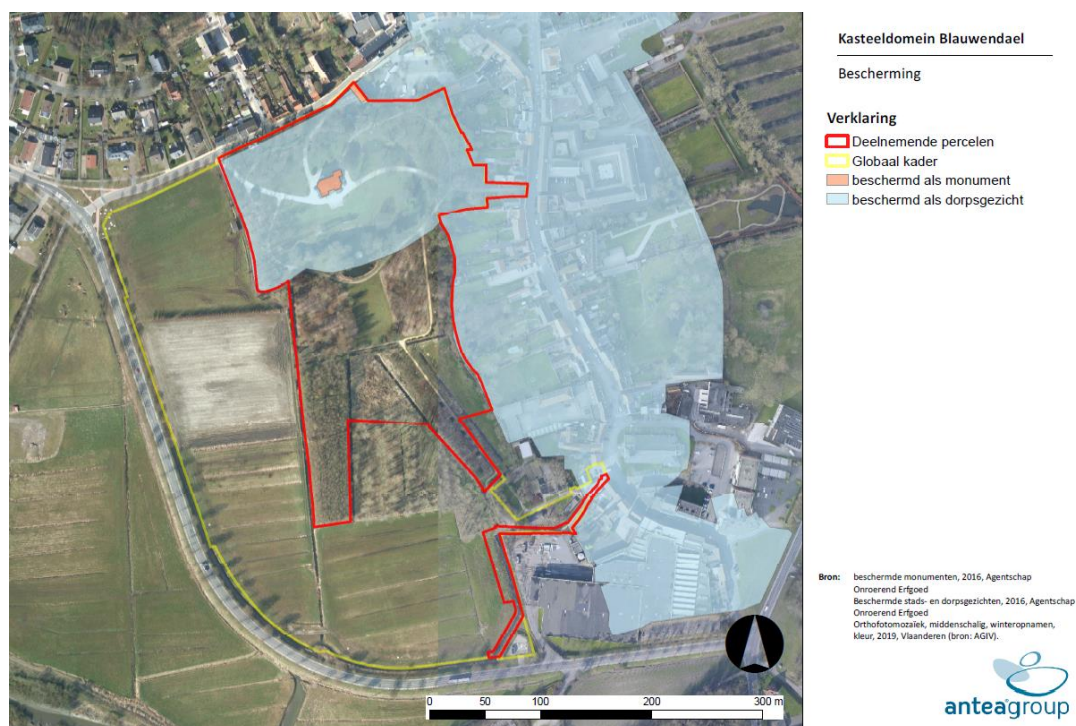 Kasteeldomein Blauwendael
Bescherming
Verklaring
Deelnemende percelen
Globaal kader
beschermd als monument
beschermd als dorpsgezicht
Bron: beschermde monumenten, 2016, Agentschap
Onroerend Erfgoed
Beschermde stads- en dorpsgezichten, 2016, Agentschap
Onroerend Erfgoed
Orthofotomozaïek, middenschalig, winteropnamen,
kleur, 2019, Vlaanderen (bron: AGIV).
0 50 100 200 300 m
anteagroup